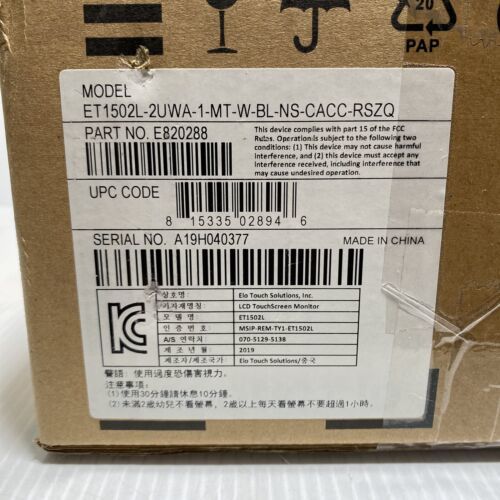 20
PAP
MODEL
ET1502L-2UWA-1-MT-W-BL-NS-CACC-RSZQ
PART NO. E820288
This device complies with part 15 of the FCC
Rules. Operation is subject to the following two
conditions: (1) This device may not cause harmful
interference, and (2) this device must accept any
interference received, including interference that
may cause undesired operation.
UPC CODE
8 15335 02894 6
SERIAL NO. A19H040377
MADE IN CHINA
상호명 : Elo Touch Solutions, Inc.
기자재명칭 : LCD TouchScreen Monitor
모 델 명 : ET1502L
인 증 번 호 : MSIP-REM-TY1-ET1502L
A/S 연락처 : 070-5129-5138
제 조 년 월 : 2019
제조자/제조국가 : Elo Touch Solutions/중국
警語: 使用過度恐傷害視力。
注意事項:
(1) 使用30分鐘請休息10分鐘。
(2) 未滿2歲幼兒不看螢幕, 2歲以上每天看螢幕不要超過1小時。